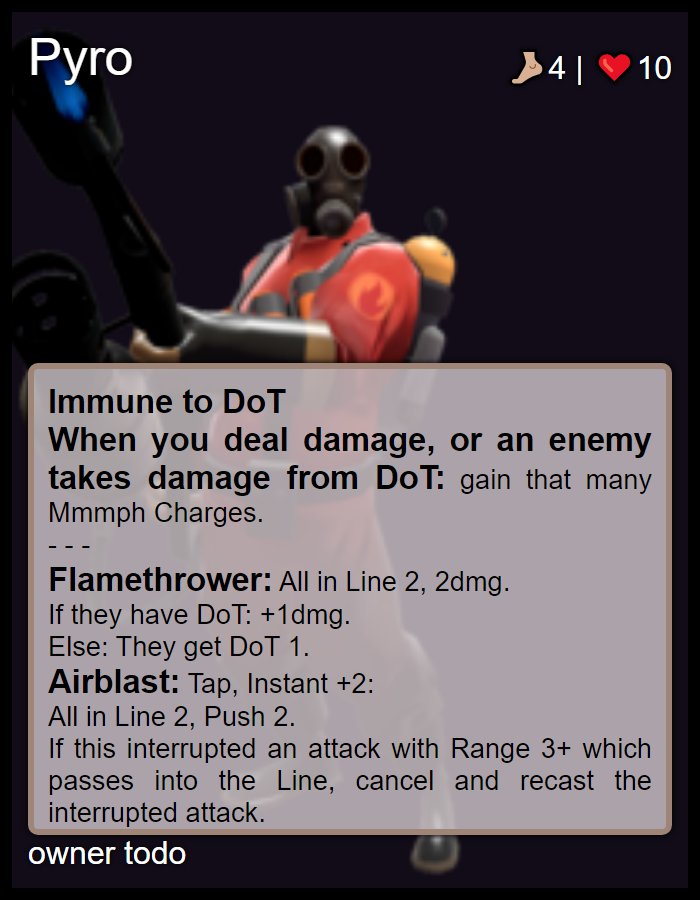 Pyro
🦶🏼4 | ❤️ 10
Immune to DoT
When you deal damage, or an enemy
takes damage from DoT: gain that many
Mmmph Charges.
- - -
Flamethrower: All in Line 2, 2dmg.
If they have DoT: +1dmg.
Else: They get DoT 1.
Airblast: Tap, Instant +2:
All in Line 2, Push 2.
If this interrupted an attack with Range 3+ which
passes into the Line, cancel and recast the
interrupted attack.
owner todo